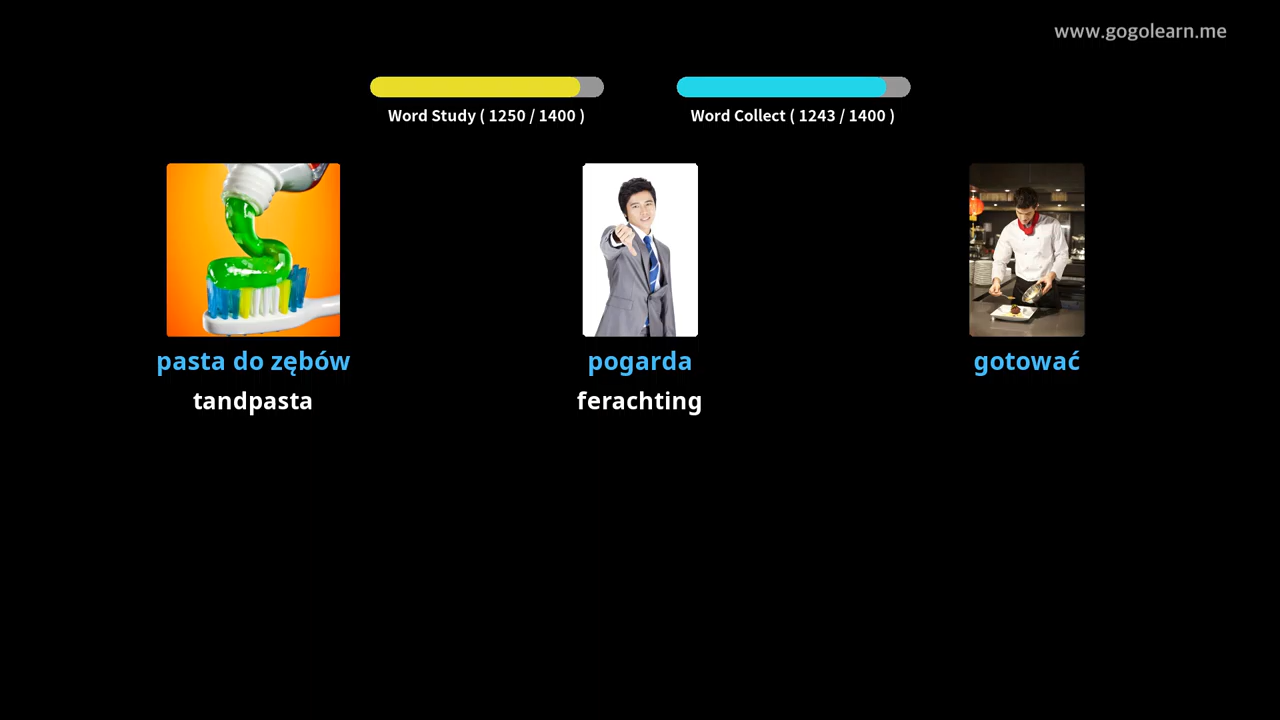 www.gogolearn.me
Word Study ( 1250 / 1400 )
Word Collect ( 1243 / 1400 )
pasta do zębów
pogarda
gotować
tandpasta
ferachting